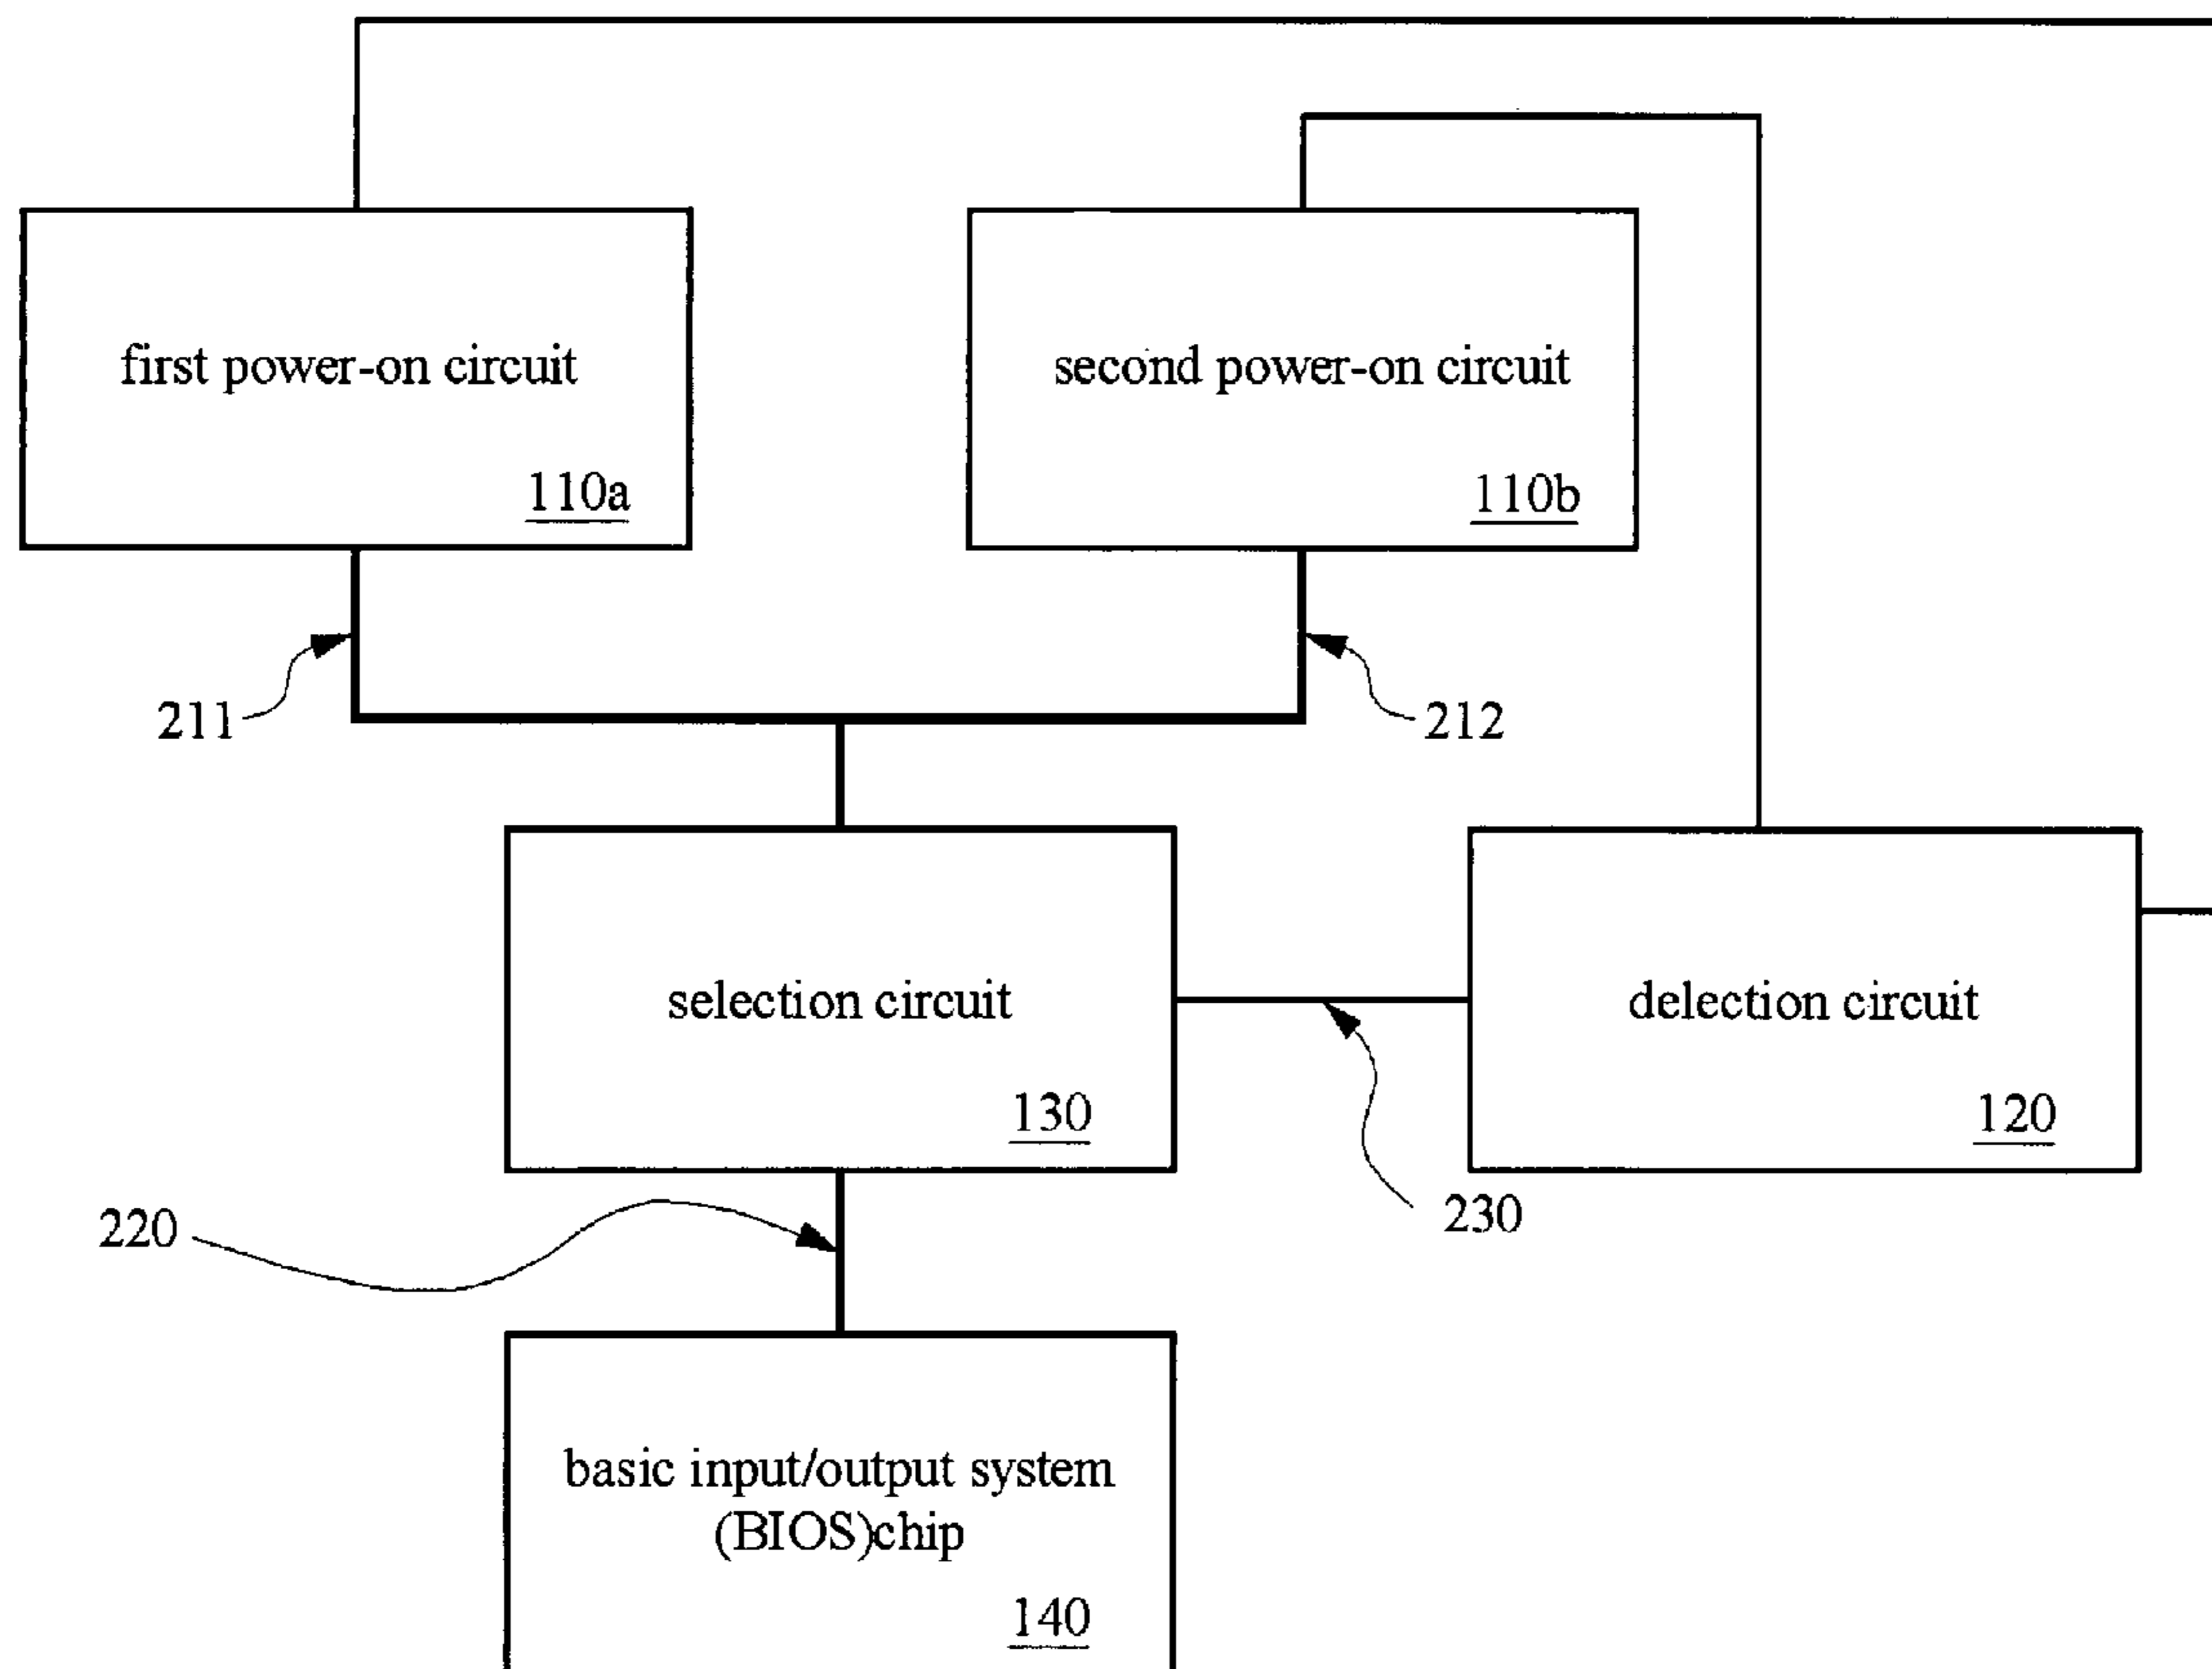 first power-on circuit
110a
second power-on circuit
110b
211
212
selection circuit
130
delection circuit
120
220
230
basic input/output system
(BIOS)chip
140